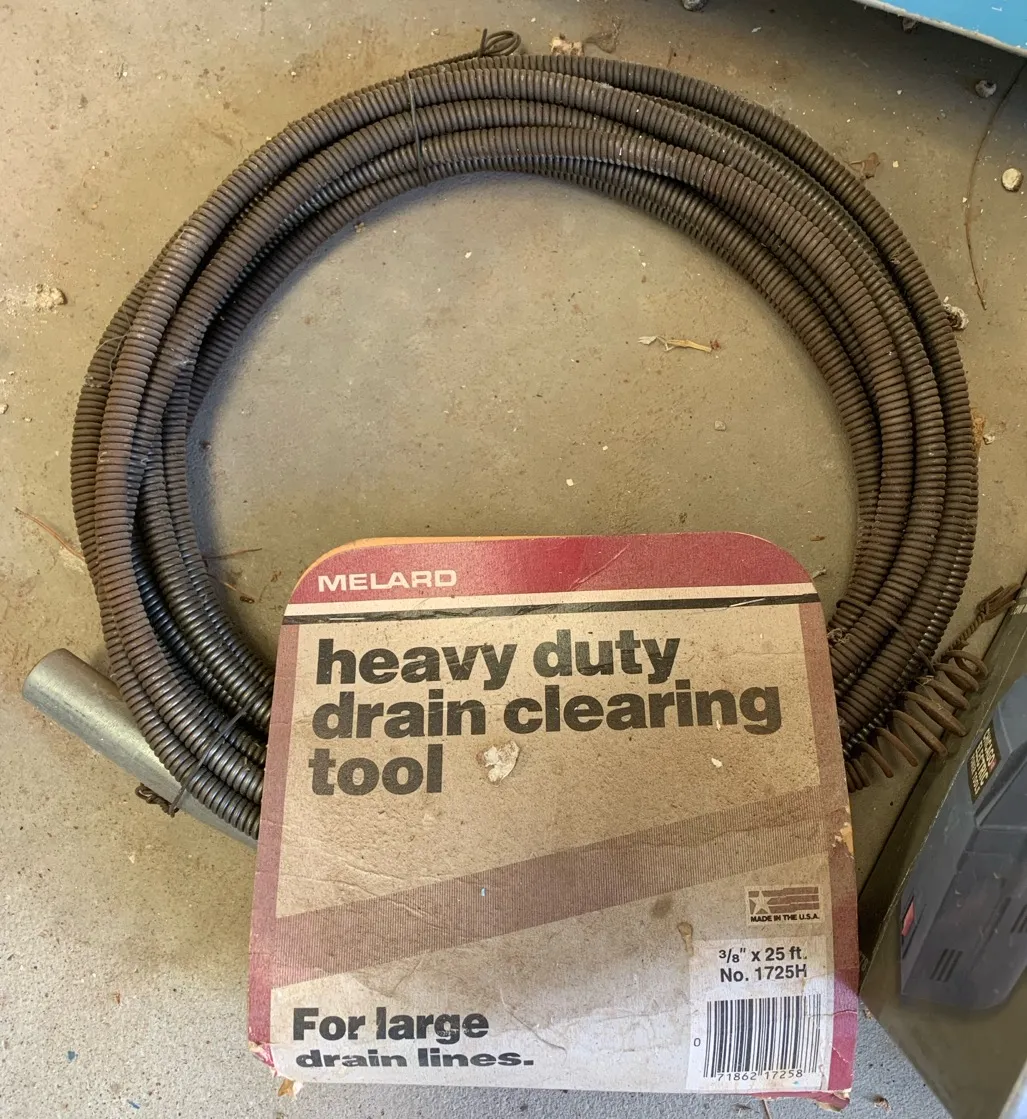 MELARD
heavy duty
drain clearing
tool
MADE IN THE U.S.A.
3/8" x 25 ft.
No. 1725H
For large
drain lines.
0 71862 17258